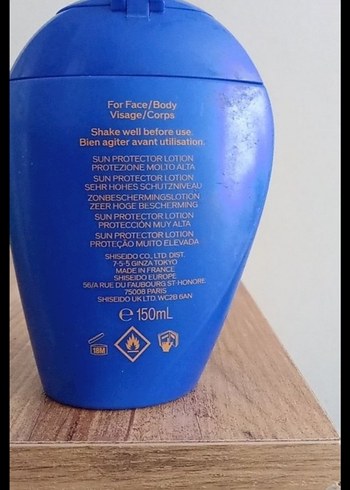 For Face/Body
Visage/Corps
Shake well before use.
Bien agiter avant utilisation.
SUN PROTECTOR LOTION
PROTEZIONE MOLTO ALTA
SUN PROTECTOR LOTION
SEHR HOHES SCHUTZNIVEAU
ZONBESCHERMINGSLOTION
ZEER HOGE BESCHERMING
SUN PROTECTOR LOTION
PROTECCIÓN MUY ALTA
SUN PROTECTOR LOTION
PROTEÇÃO MUITO ELEVADA
SHISEIDO CO., LTD. DIST.
7-5-5 GINZA TOKYO
MADE IN FRANCE
SHISEIDO EUROPE
56/A RUE DU FAUBOURG ST-HONORE
75008 PARIS
SHISEIDO UK LTD. WC2B 6AN
℮ 150mL
18M